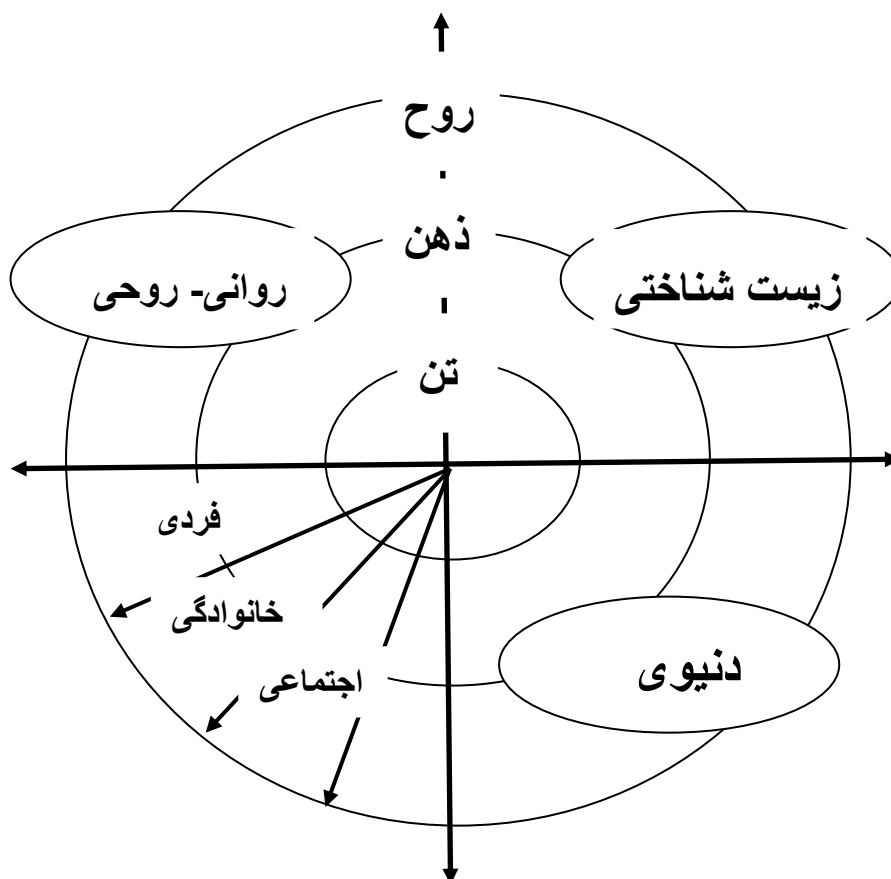 روح
ذهن
زیست شناختی
روانی- روحی
تن
فردی
خانوادگی
اجتماعی
دنیوی